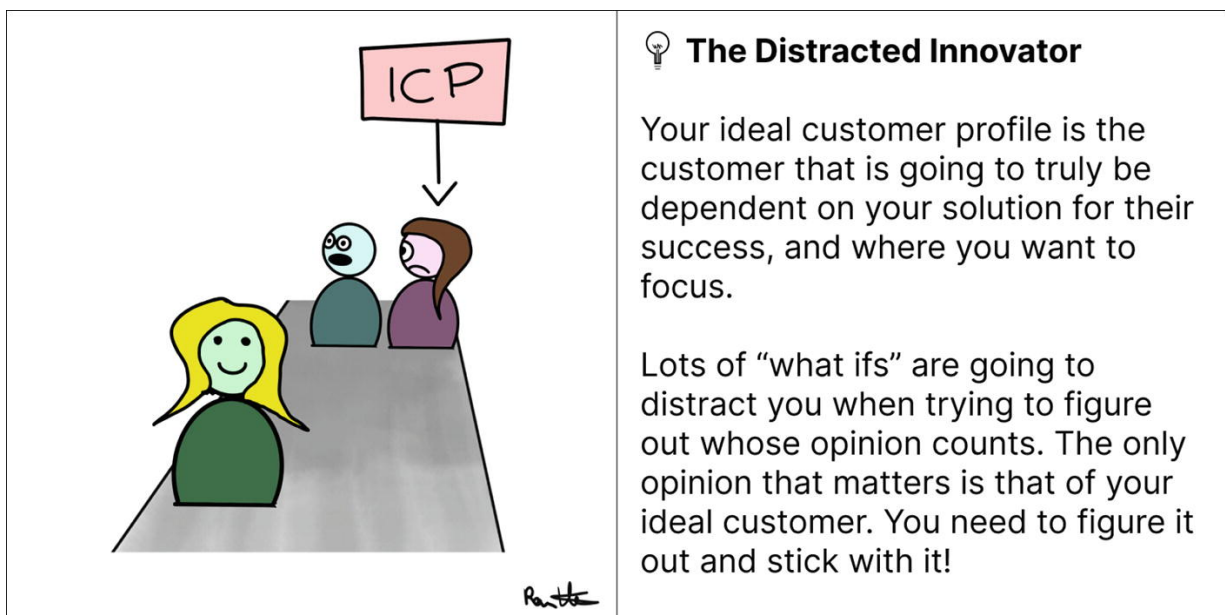 ICP
The Distracted Innovator
Your ideal customer profile is the
customer that is going to truly be
dependent on your solution for their
success, and where you want to
focus.
Lots of “what ifs” are going to
distract you when trying to figure
out whose opinion counts. The only
opinion that matters is that of your
ideal customer. You need to figure it
out and stick with it!